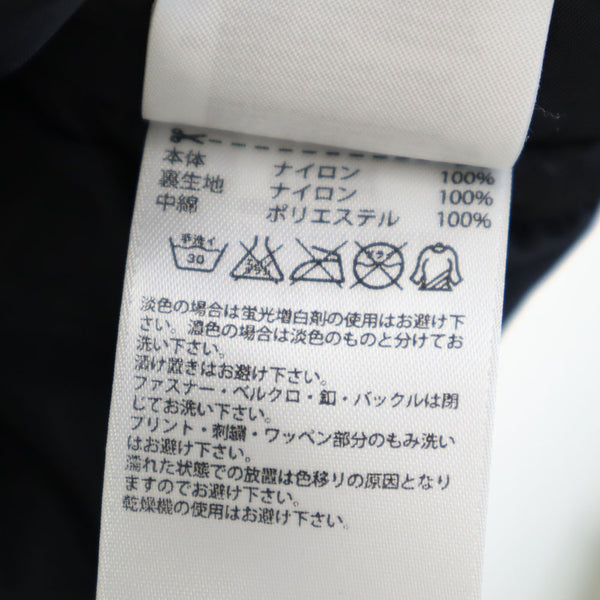 本体 ナイロン 100%
裏生地 ナイロン 100%
中綿 ポリエステル 100%
手洗イ 30
エンソ サラシ ドライ
淡色の場合は蛍光増白剤の使用はお避け下
さい。濃色の場合は淡色のものと分けてお
洗い下さい。
漬け置きはお避け下さい。
ファスナー・ベルクロ・釦・バックルは閉
じてお洗い下さい。
プリント・刺繍・ワッペン部分のもみ洗い
はお避け下さい。
濡れた状態での放置は色移りの原因となり
ますのでお避け下さい。
乾燥機の使用はお避け下さい。